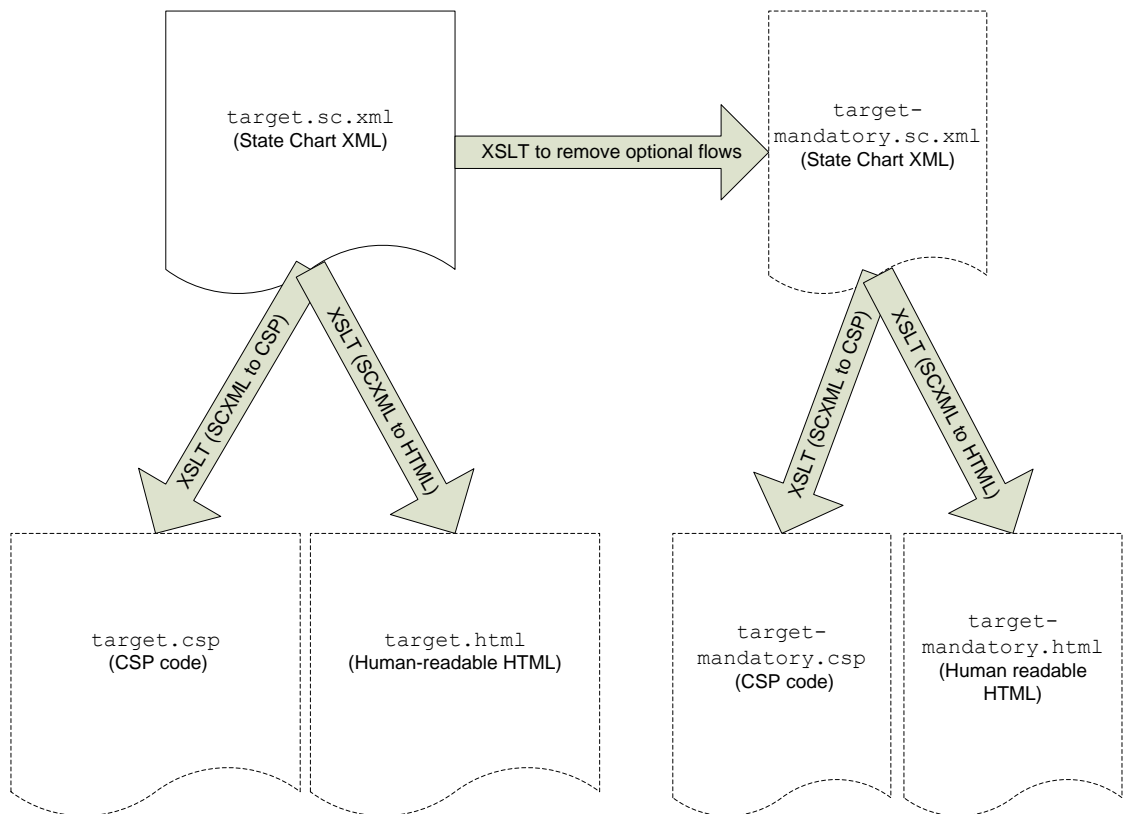 target.sc.xml
(State Chart XML)
XSLT to remove optional flows
target-
mandatory.sc.xml
(State Chart XML)
XSLT (SCXML to CSP)
XSLT (SCXML to HTML)
XSLT (SCXML to CSP)
XSLT (SCXML to HTML)
target.csp
(CSP code)
target.html
(Human-readable HTML)
target-
mandatory.csp
(CSP code)
target-
mandatory.html
(Human readable
HTML)